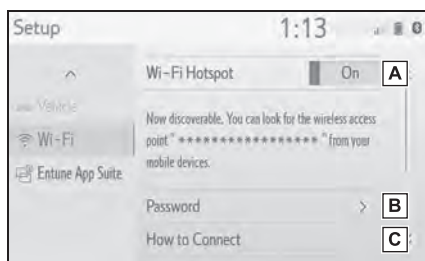 Setup
1:13
Wi-Fi Hotspot
On
A
Vehicle
Now discoverable. You can look for the wireless access
point " ***************** " from your
mobile devices.
Wi-Fi
Entune App Suite
Password
>
B
How to Connect
C